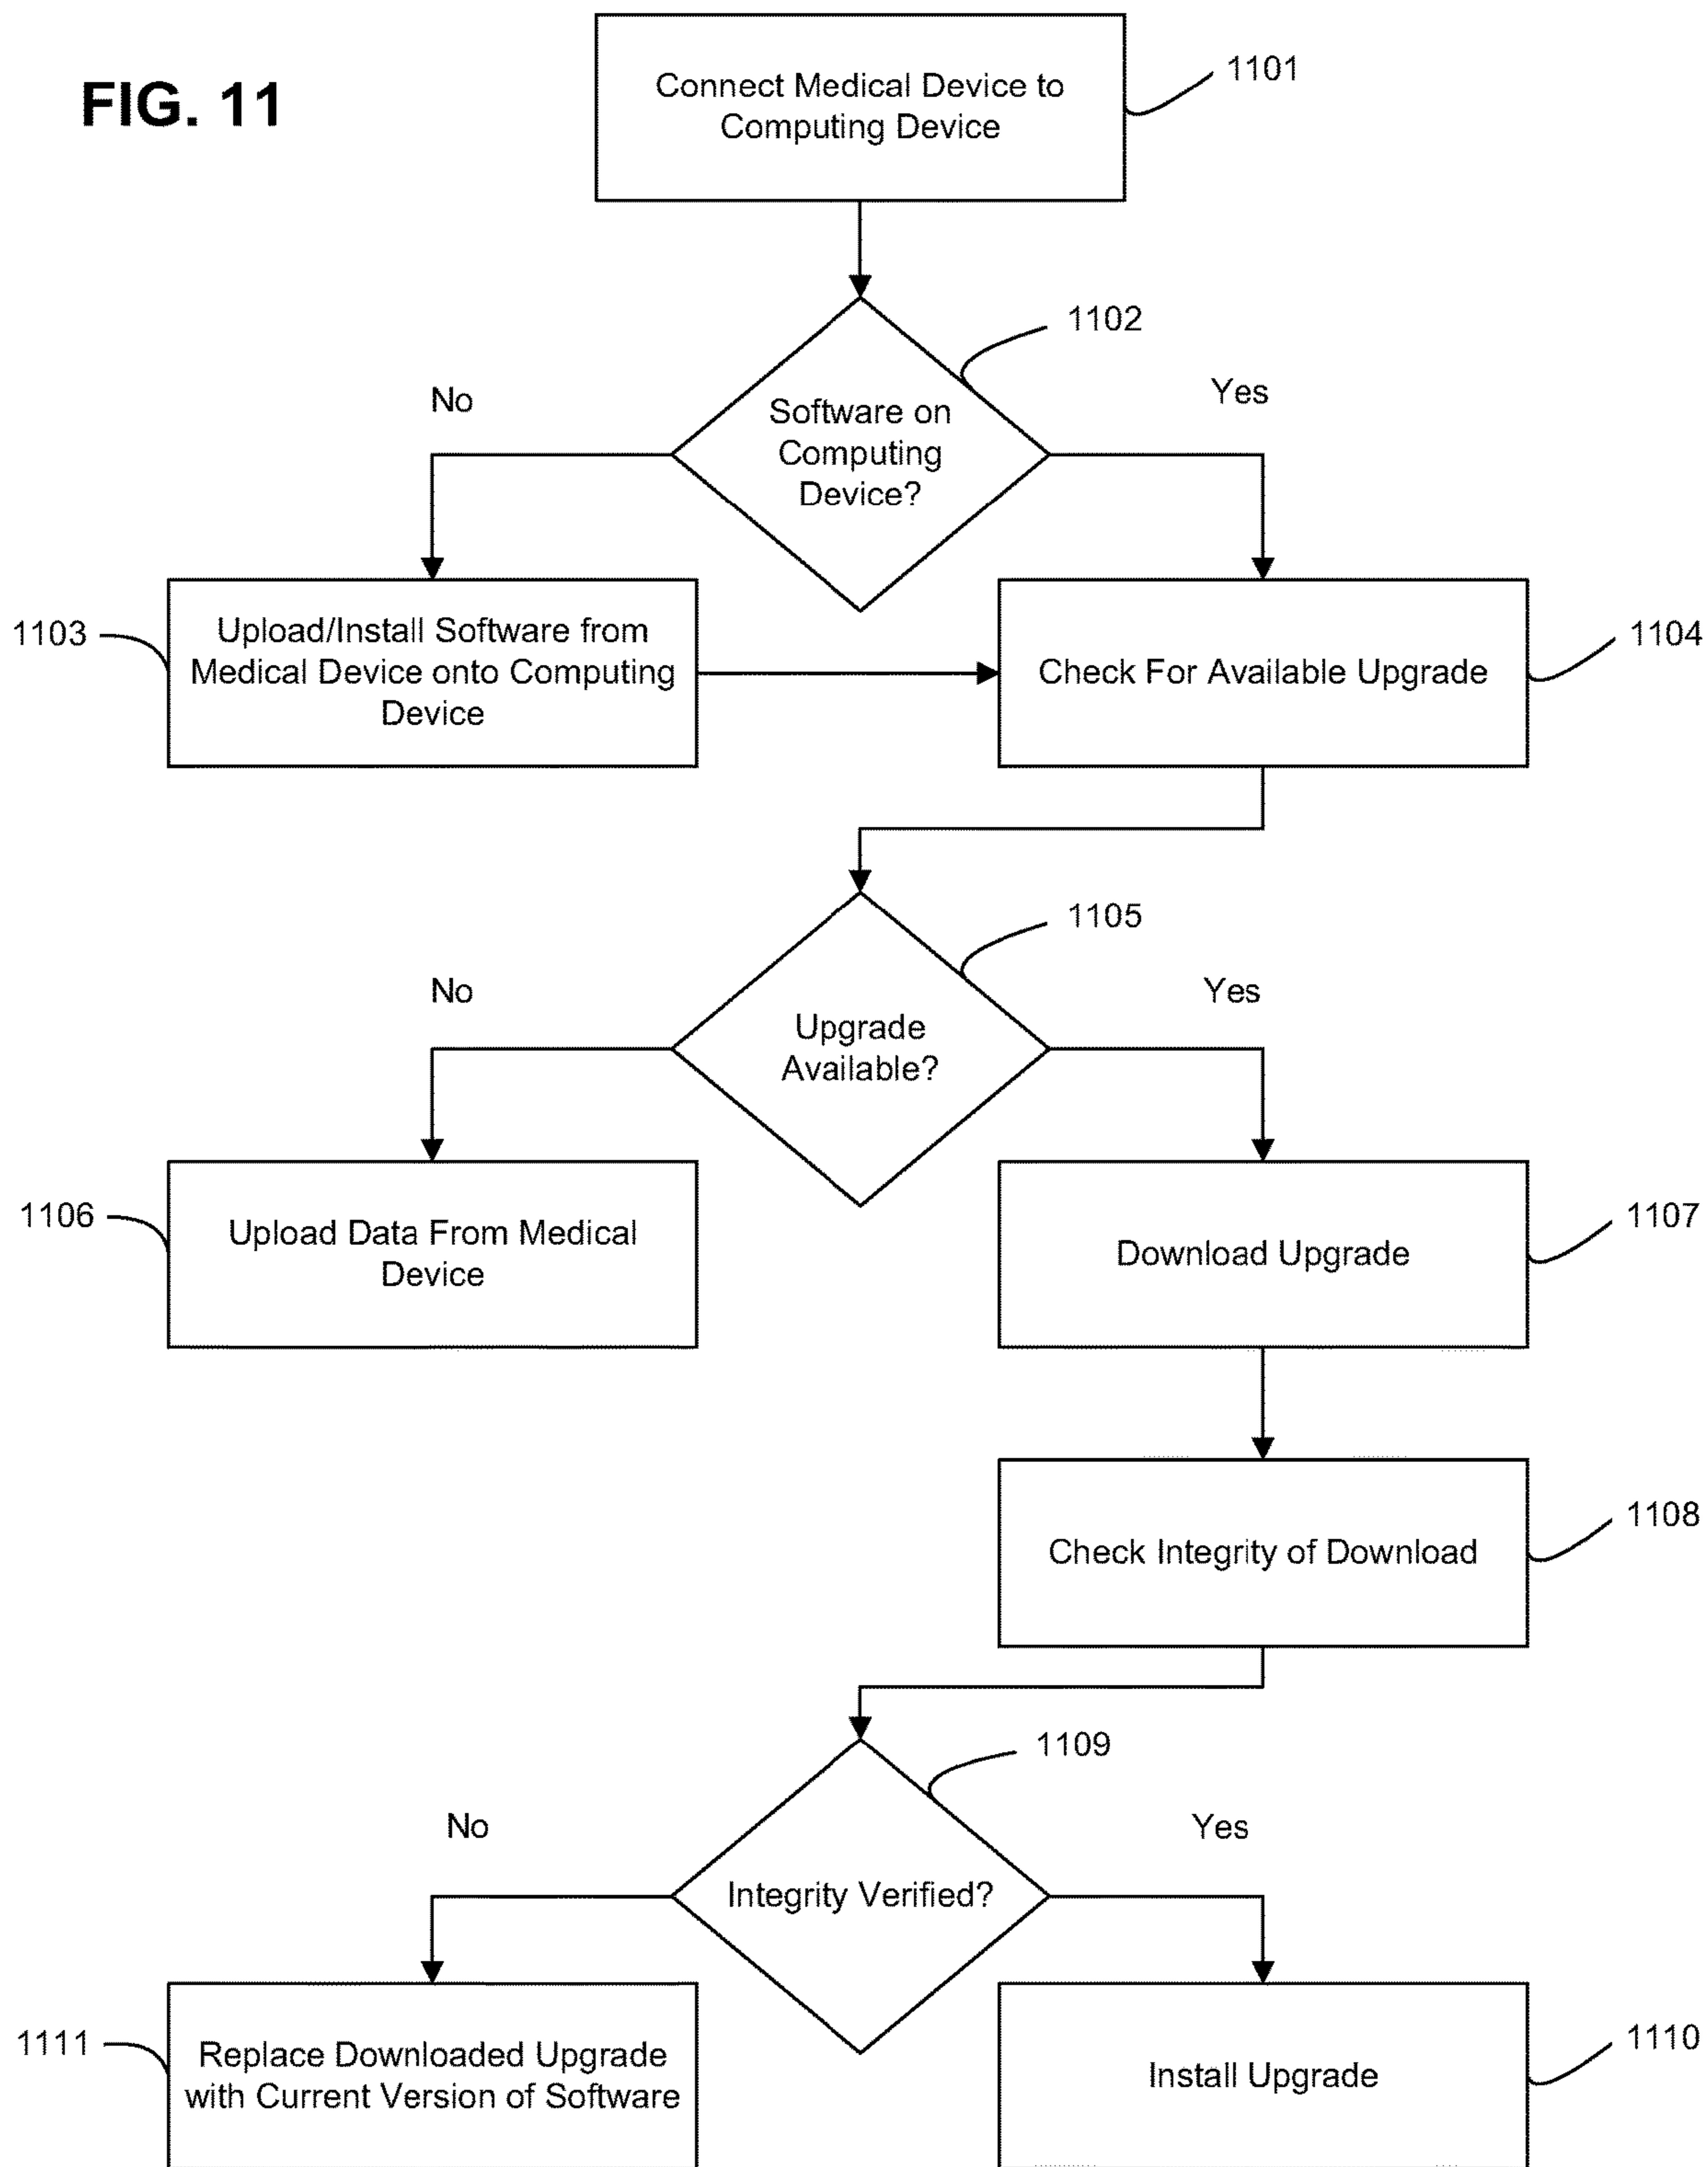 FIG. 11
Connect Medical Device to
Computing Device
1101
1102
No
Yes
Software on
Computing
Device?
1103
Upload/Install Software from
Medical Device onto Computing
Device
Check For Available Upgrade
1104
1105
No
Yes
Upgrade
Available?
1106
Upload Data From Medical
Device
Download Upgrade
1107
Check Integrity of Download
1108
1109
No
Yes
Integrity Verified?
1111
Replace Downloaded Upgrade
with Current Version of Software
Install Upgrade
1110